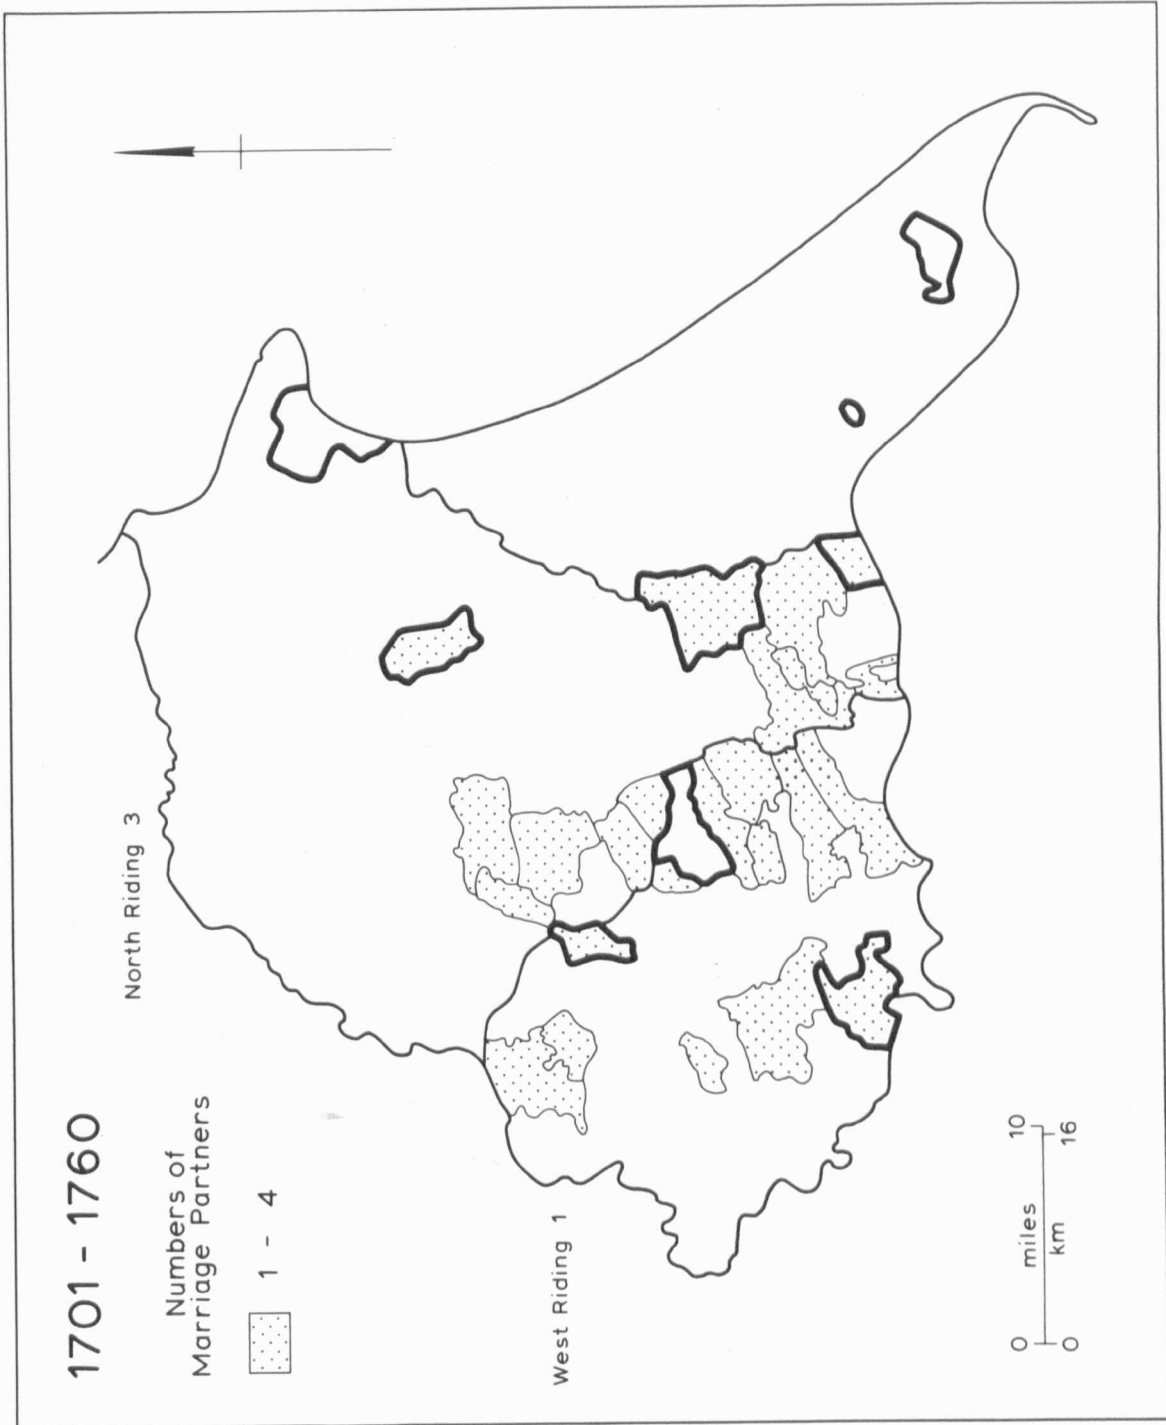 1701 - 1760
Numbers of
Marriage Partners
1 - 4
North Riding 3
West Riding 1
0 miles 10
0 km 16